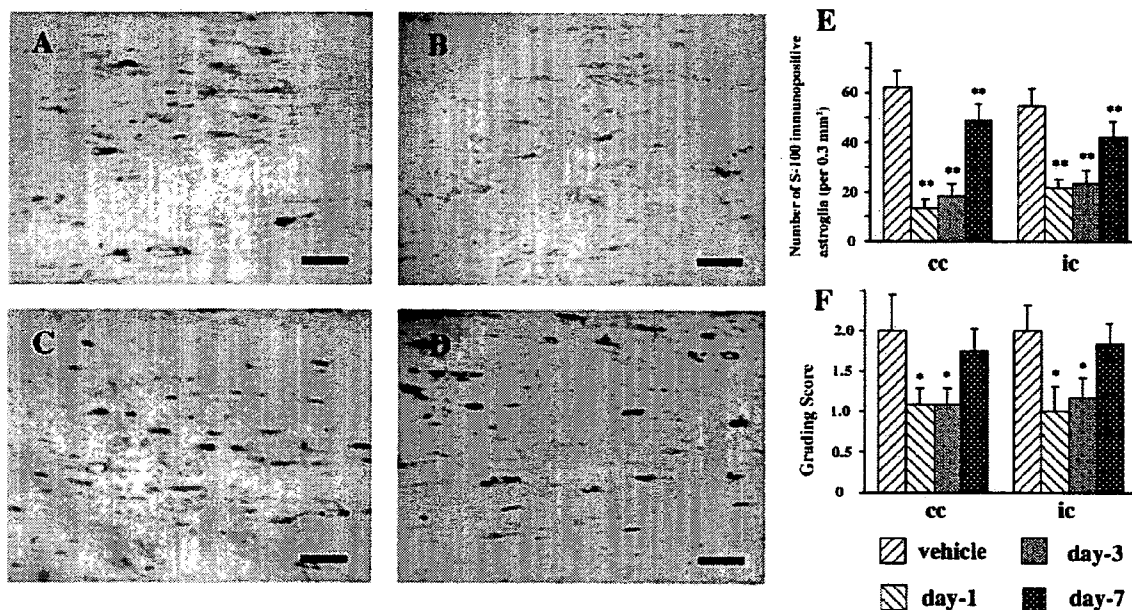 A
B
C
D
E
Number of S-100 immunopositive
astroglia (per 0.3 mm²)
60
40
20
0
**
**
**
**
**
**
cc
ic
F
Grading Score
2.0
1.5
1.0
0.5
0
*
*
*
*
cc
ic
vehicle
day-3
day-1
day-7